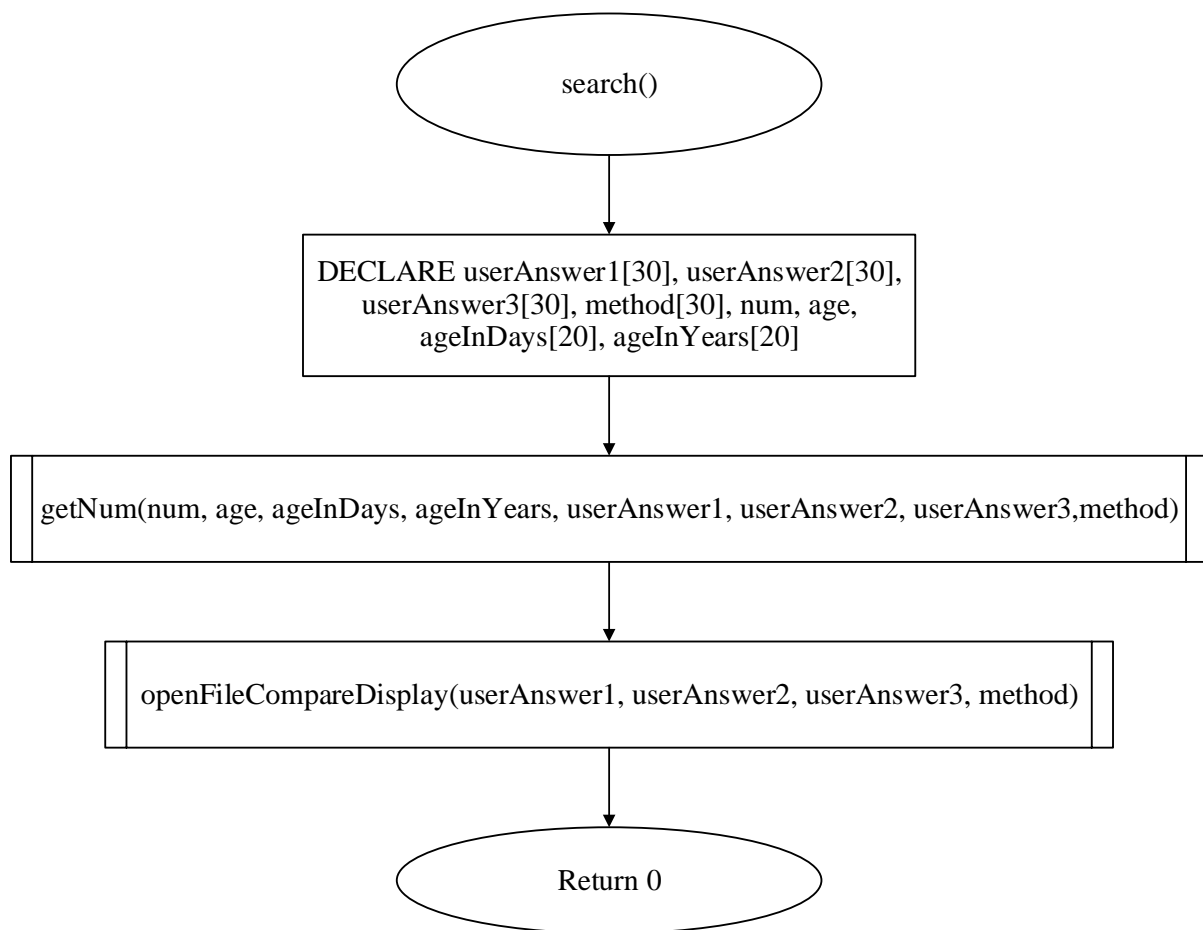 search()
DECLARE userAnswer1[30], userAnswer2[30],
userAnswer3[30], method[30], num, age,
ageInDays[20], ageInYears[20]
getNum(num, age, ageInDays, ageInYears, userAnswer1, userAnswer2, userAnswer3,method)
openFileCompareDisplay(userAnswer1, userAnswer2, userAnswer3, method)
Return 0